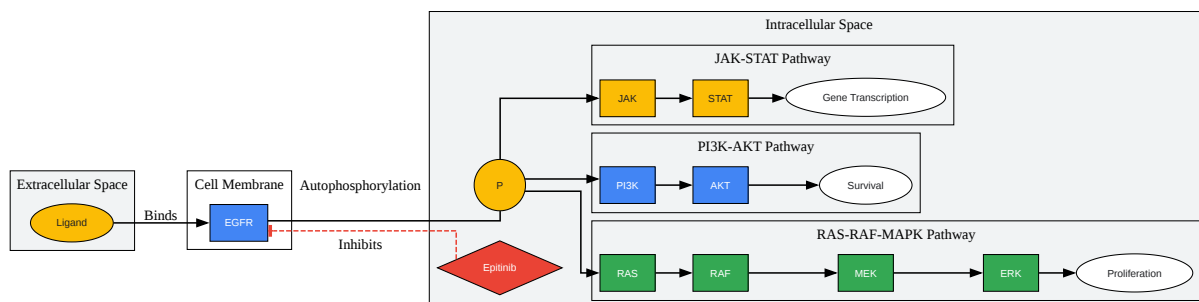 Intracellular Space
JAK-STAT Pathway
JAK
STAT
Gene Transcription
PI3K-AKT Pathway
Extracellular Space
Cell Membrane
Autophosphorylation
P
PI3K
AKT
Survival
Ligand
Binds
EGFR
Inhibits
RAS-RAF-MAPK Pathway
Epitinib
RAS
RAF
MEK
ERK
Proliferation